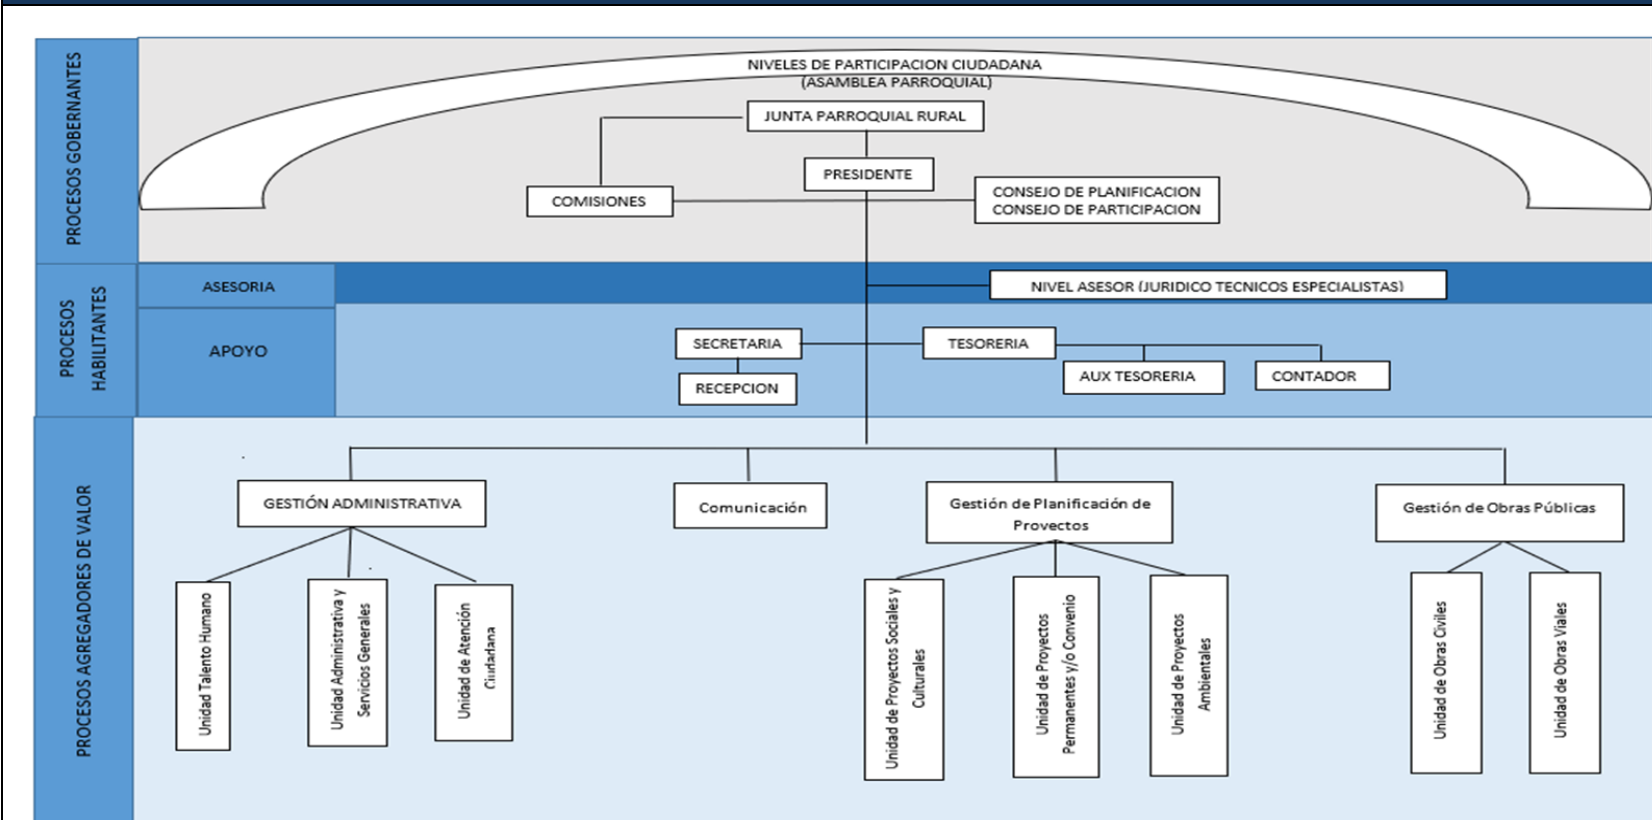 PROCESOS GOBERNANTES
NIVELES DE PARTICIPACION CIUDADANA
(ASAMBLEA PARROQUIAL)
JUNTA PARROQUIAL RURAL
PRESIDENTE
COMISIONES
CONSEJO DE PLANIFICACION
CONSEJO DE PARTICIPACION
PROCESOS
HABILITANTES
ASESORIA
NIVEL ASESOR (JURIDICO TECNICOS ESPECIALISTAS)
APOYO
SECRETARIA
TESORERIA
RECEPCION
AUX TESORERIA
CONTADOR
PROCESOS AGREGADORES DE VALOR
GESTIÓN ADMINISTRATIVA
Comunicación
Gestión de Planificación de
Proyectos
Gestión de Obras Públicas
Unidad Talento Humano
Unidad Administrativa y
Servicios Generales
Unidad de Atención
Ciudadana
Unidad de Proyectos Sociales y
Culturales
Unidad de Proyectos
Permanentes y/o Convenio
Unidad de Proyectos
Ambientales
Unidad de Obras Civiles
Unidad de Obras Viales